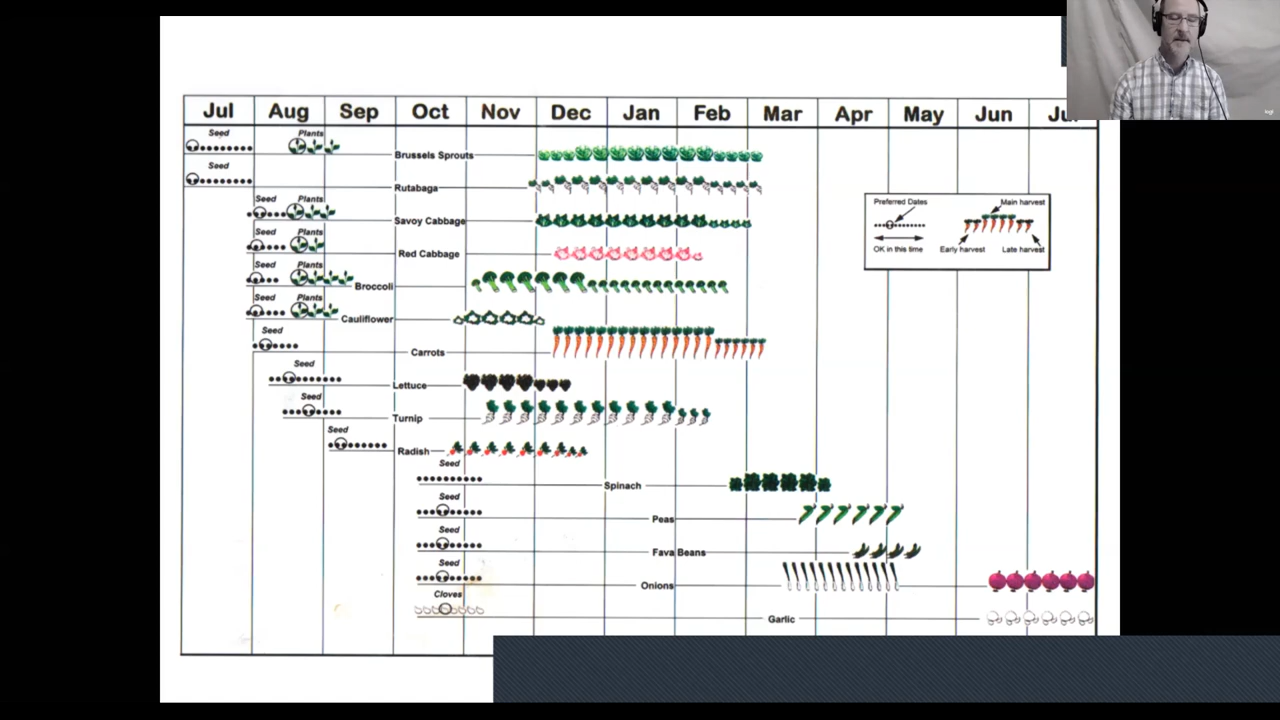 Jul Aug Sep Oct Nov Dec Jan Feb Mar Apr May Jun Jul
Seed Plants
Brussels Sprouts
Seed
Rutabaga
Seed Plants
Savoy Cabbage
Seed Plants
Red Cabbage
Seed Plants
Broccoli
Seed Plants
Cauliflower
Seed
Carrots
Seed
Lettuce
Seed
Turnip
Seed
Radish
Seed
Spinach
Seed
Peas
Seed
Fava Beans
Seed
Onions
Cloves
Garlic
Preferred Dates
Main harvest
OK in this time
Early harvest
Late harvest